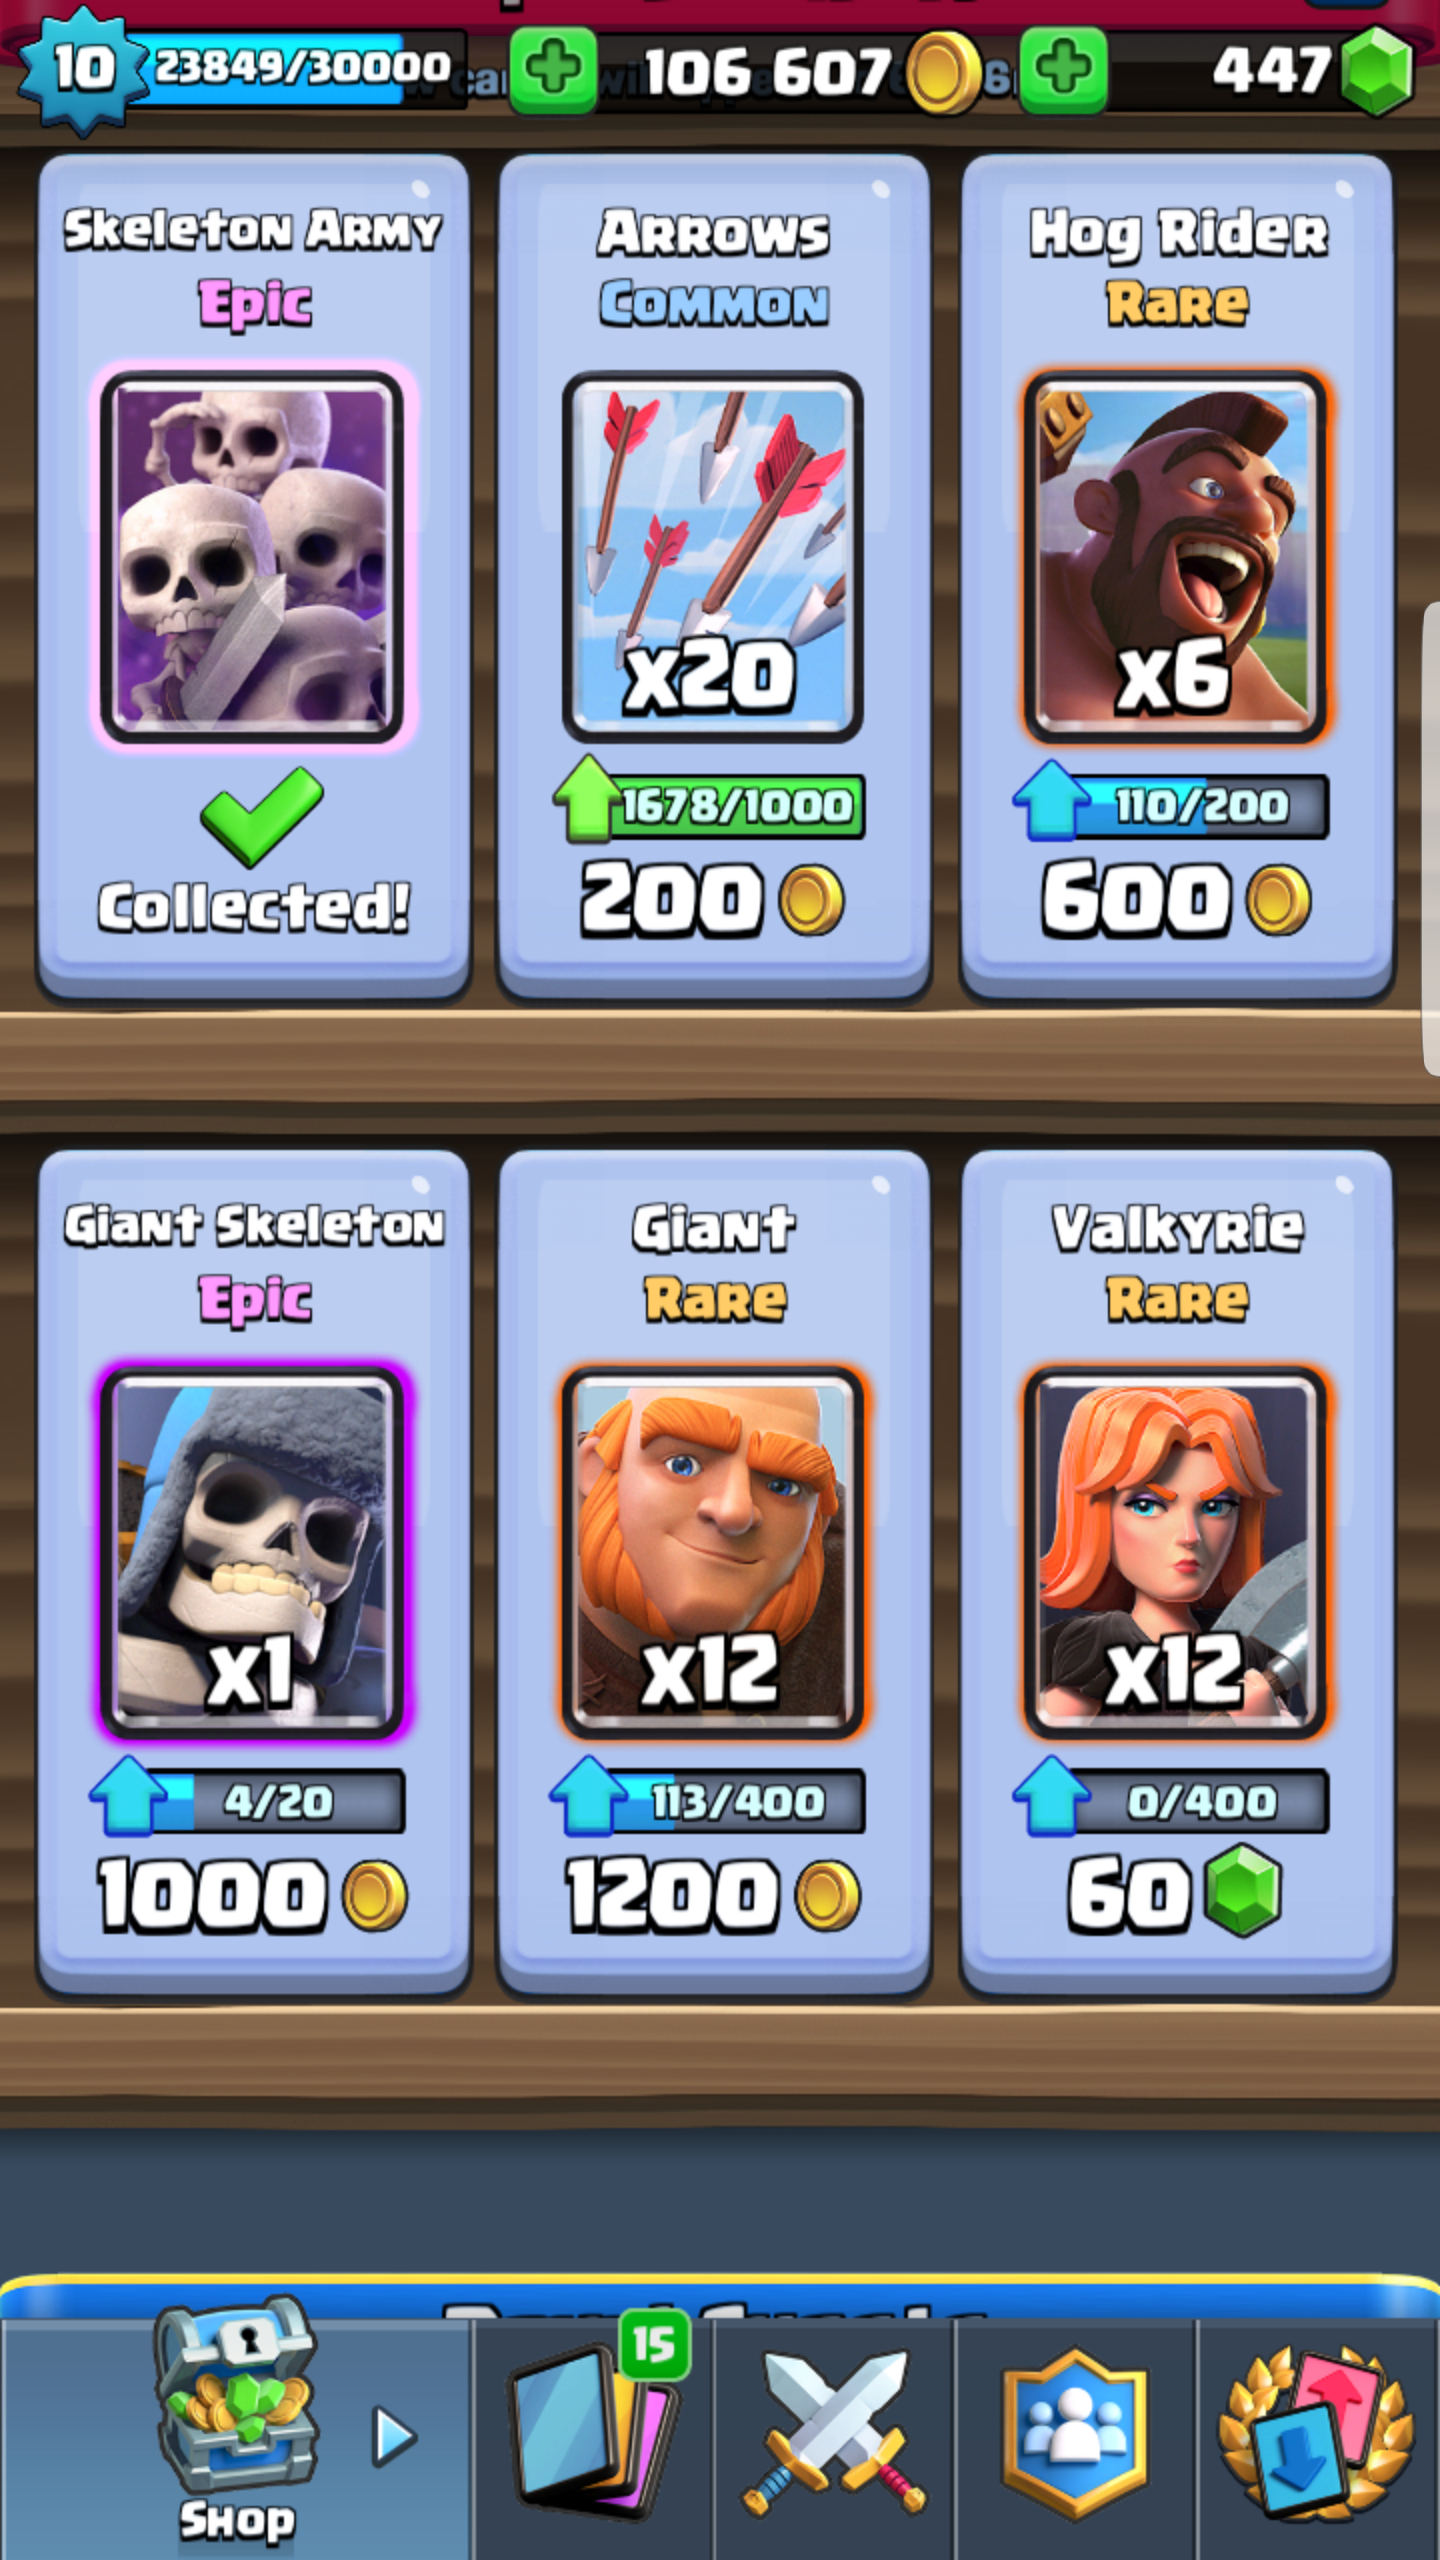 10
23849/30000
106 607
447
Skeleton Army
Epic
Collected!
Arrows
Common
x20
1678/1000
200
Hog Rider
Rare
x6
110/200
600
Giant Skeleton
Epic
x1
4/20
1000
Giant
Rare
x12
113/400
1200
Valkyrie
Rare
x12
0/400
60
15
Shop